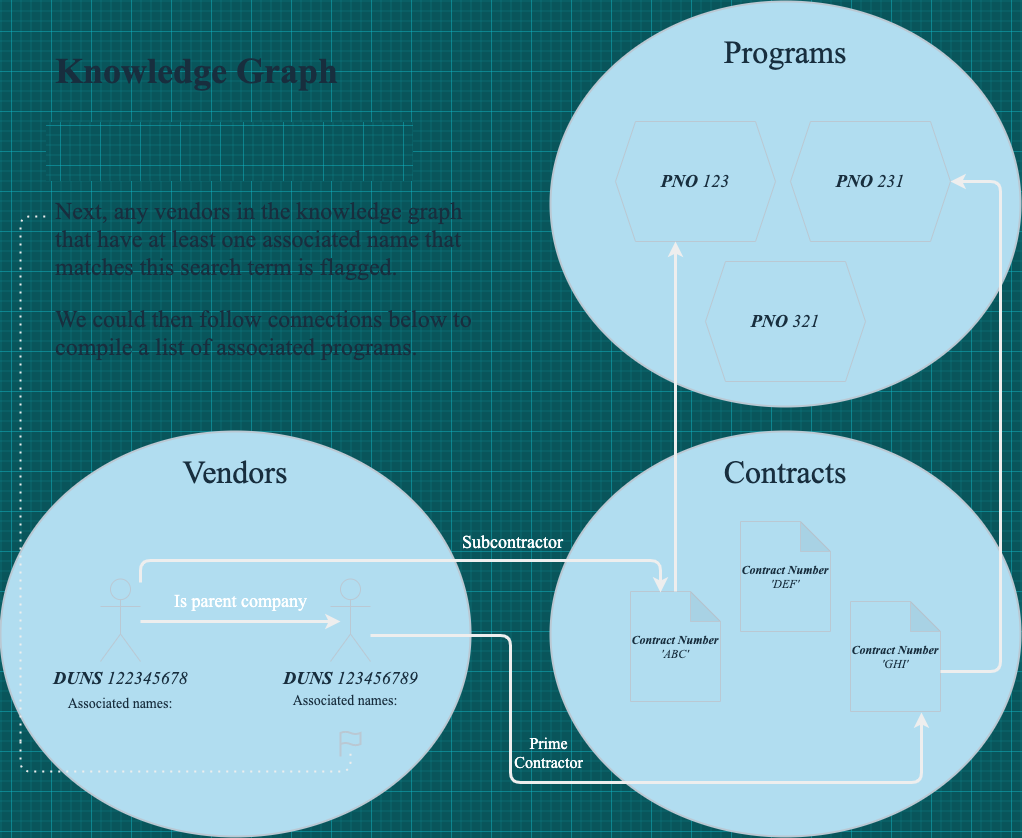 Knowledge Graph
Next, any vendors in the knowledge graph
that have at least one associated name that
matches this search term is flagged.
We could then follow connections below to
compile a list of associated programs.
Programs
PNO 123
PNO 231
PNO 321
Vendors
Subcontractor
Is parent company
DUNS 122345678
Associated names:
DUNS 123456789
Associated names:
Prime
Contractor
Contracts
Contract Number
'DEF'
Contract Number
'ABC'
Contract Number
'GHI'